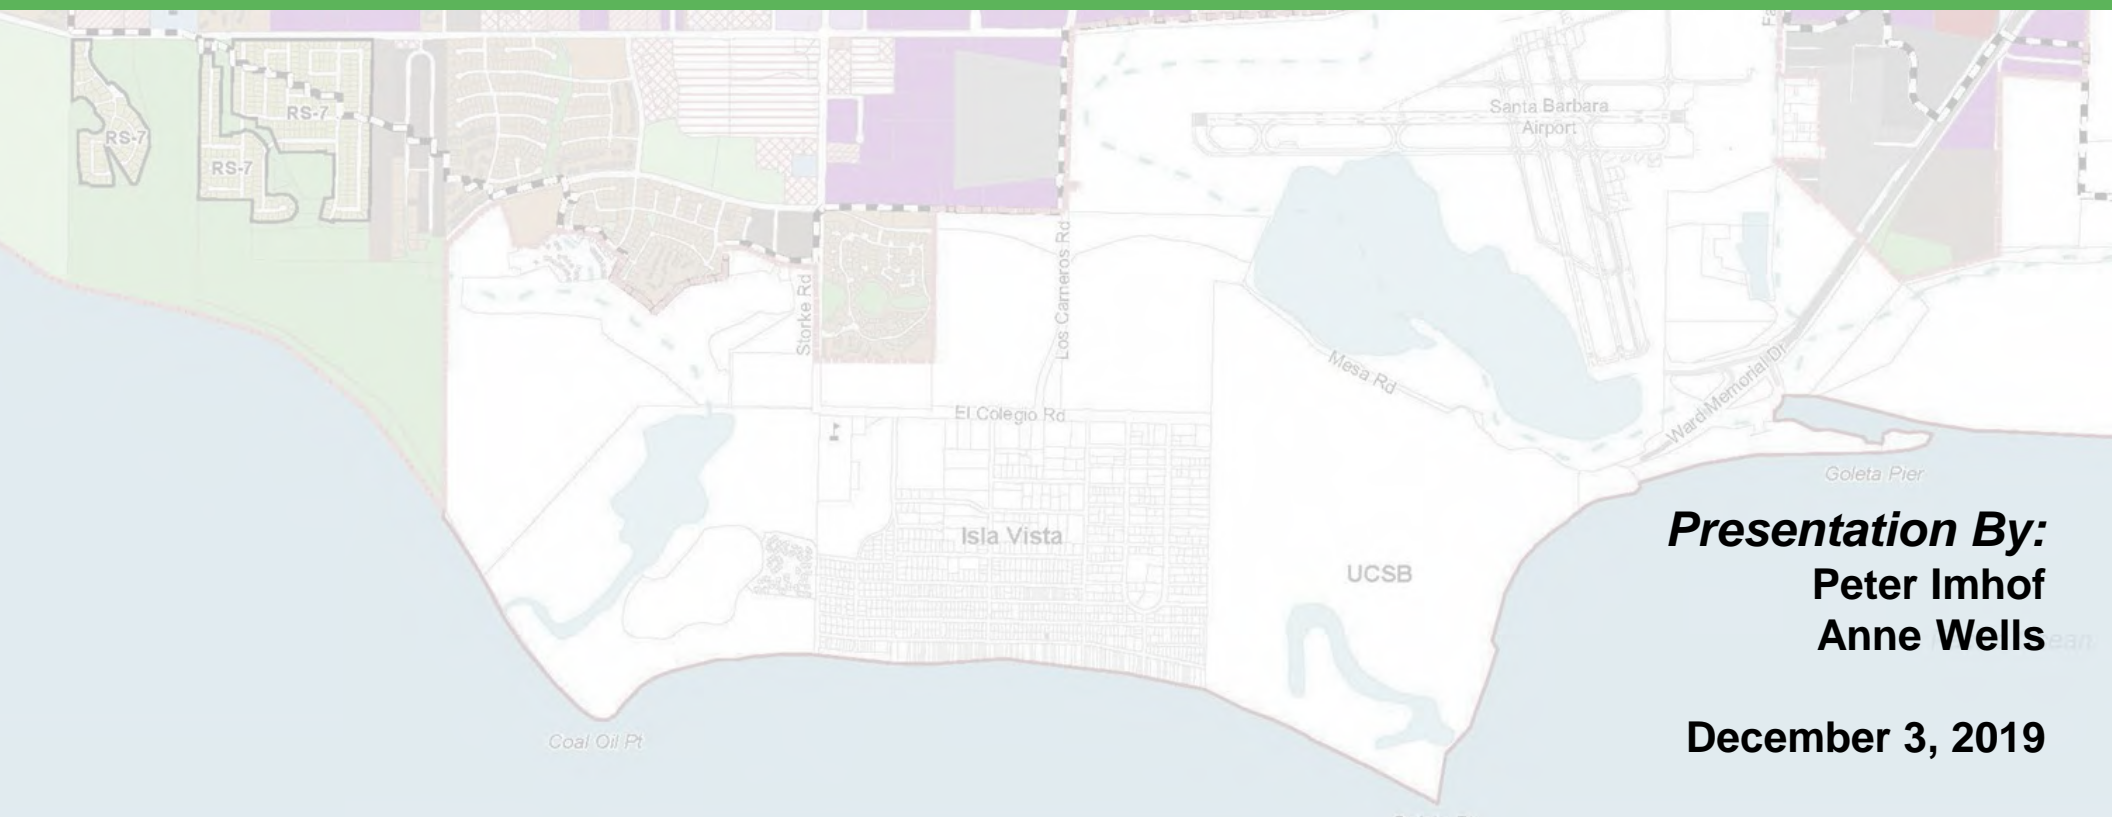 RS-7
RS-7
RS-7
Santa Barbara
Airport
Storke Rd
Los Carneros Rd
Mesa Rd
El Colegio Rd
Ward Memorial Dr
Goleta Pier
Isla Vista
UCSB
Coal Oil Pt
Presentation By:
Peter Imhof
Anne Wells
December 3, 2019